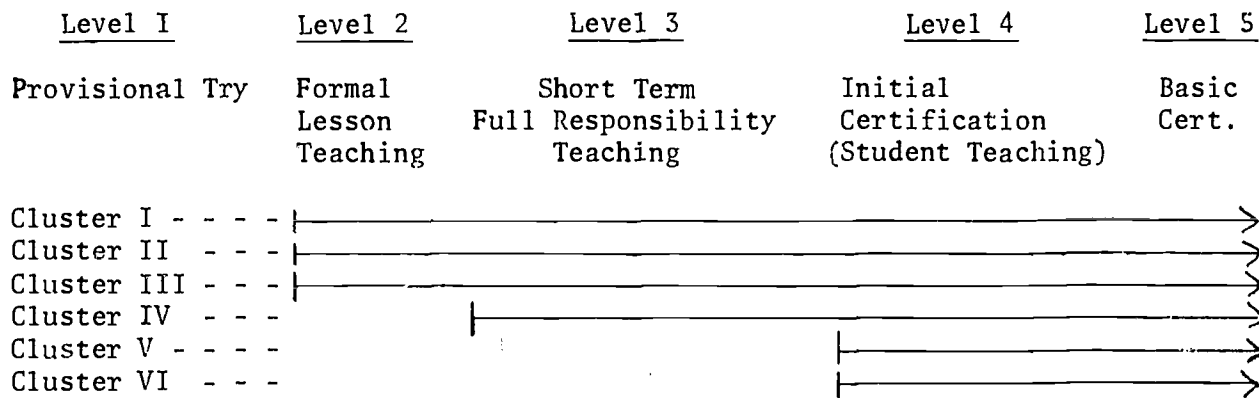 Level I Level 2 Level 3 Level 4 Level 5
Provisional Try Formal Short Term Initial Basic
Lesson Full Responsibility Certification Cert.
Teaching Teaching (Student Teaching)
Cluster I - - - -
Cluster II - - -
Cluster III - - -
Cluster IV - - -
Cluster V - - - -
Cluster VI - - -